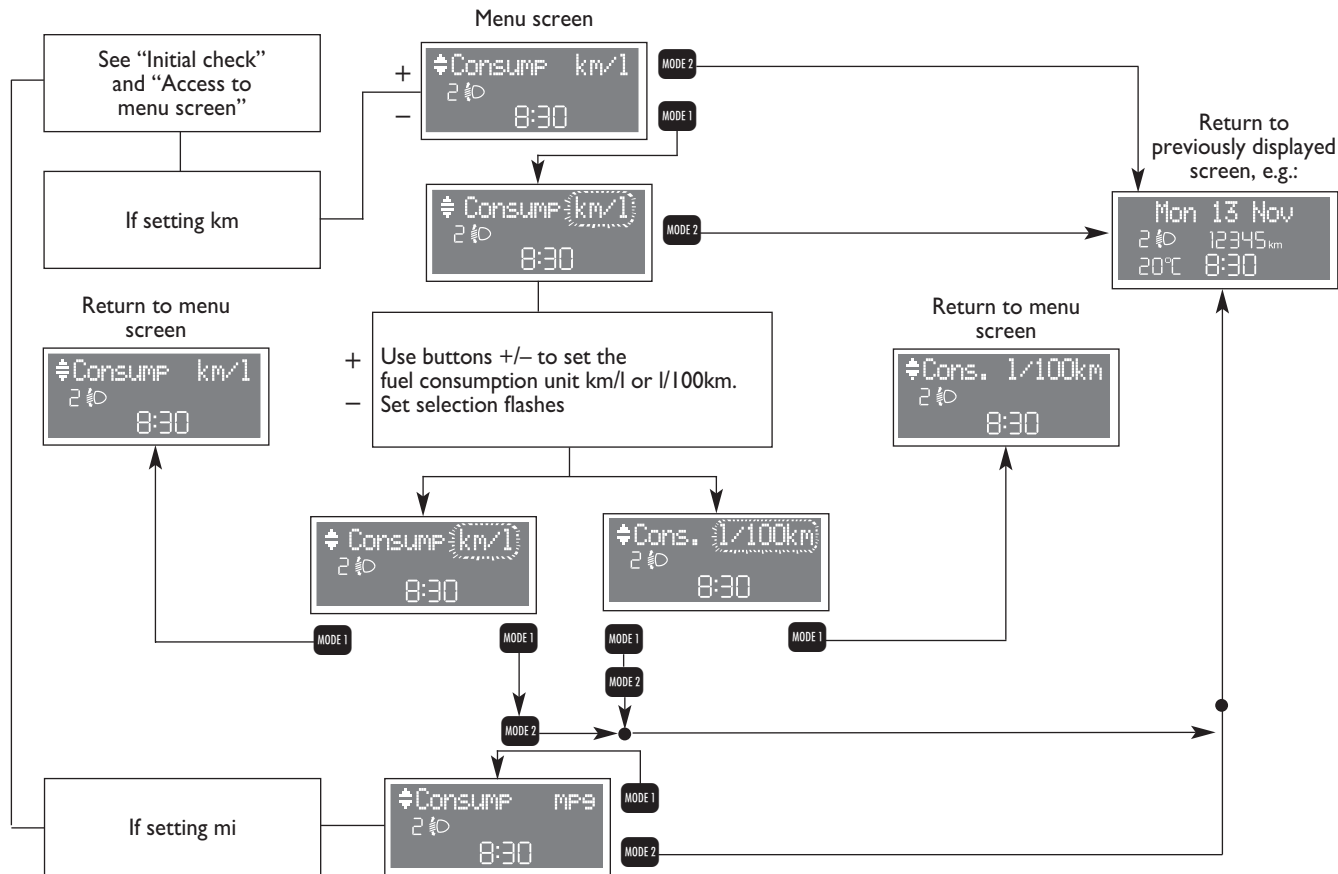 Menu screen
See “Initial check”
and “Access to
menu screen”
+
−
Consump km/l
2
8:30
MODE 2
MODE 1
If setting km
Consump km/l
2
8:30
MODE 2
Return to
previously displayed
screen, e.g.:
Mon 13 Nov
2 12345 km
20°C 8:30
Return to menu
screen
Consump km/l
2
8:30
+
−
Use buttons +/– to set the
fuel consumption unit km/l or l/100km.
Set selection flashes
Return to menu
screen
Cons. l/100km
2
8:30
Consump km/l
2
8:30
Cons. l/100km
2
8:30
MODE 1
MODE 1
MODE 1
MODE 1
MODE 2
MODE 2
If setting mi
Consump mpg
2
8:30
MODE 1
MODE 2